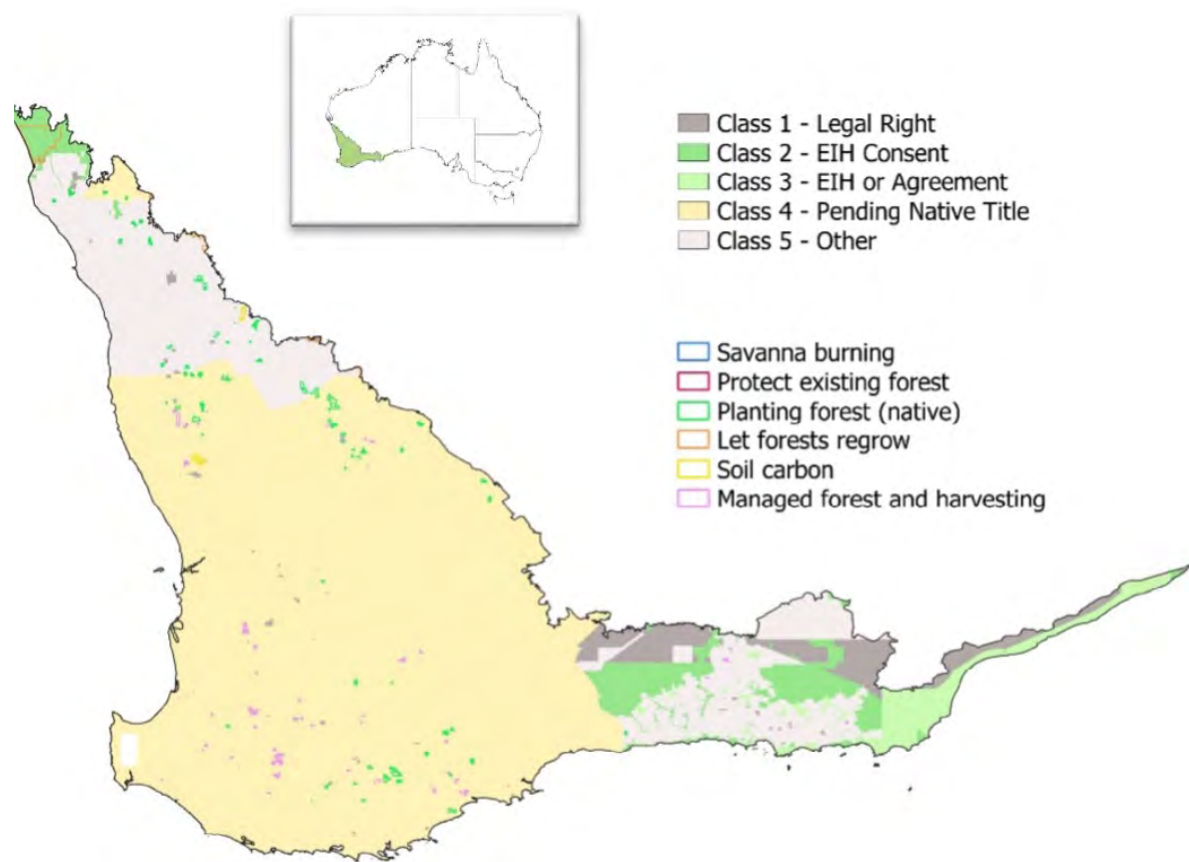 Class 1 - Legal Right
Class 2 - EIH Consent
Class 3 - EIH or Agreement
Class 4 - Pending Native Title
Class 5 - Other
Savanna burning
Protect existing forest
Planting forest (native)
Let forests regrow
Soil carbon
Managed forest and harvesting